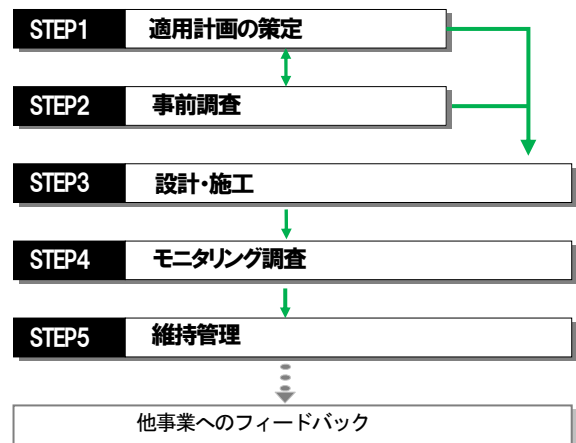 STEP1 適用計画の策定
STEP2 事前調査
STEP3 設計・施工
STEP4 モニタリング調査
STEP5 維持管理
他事業へのフィードバック